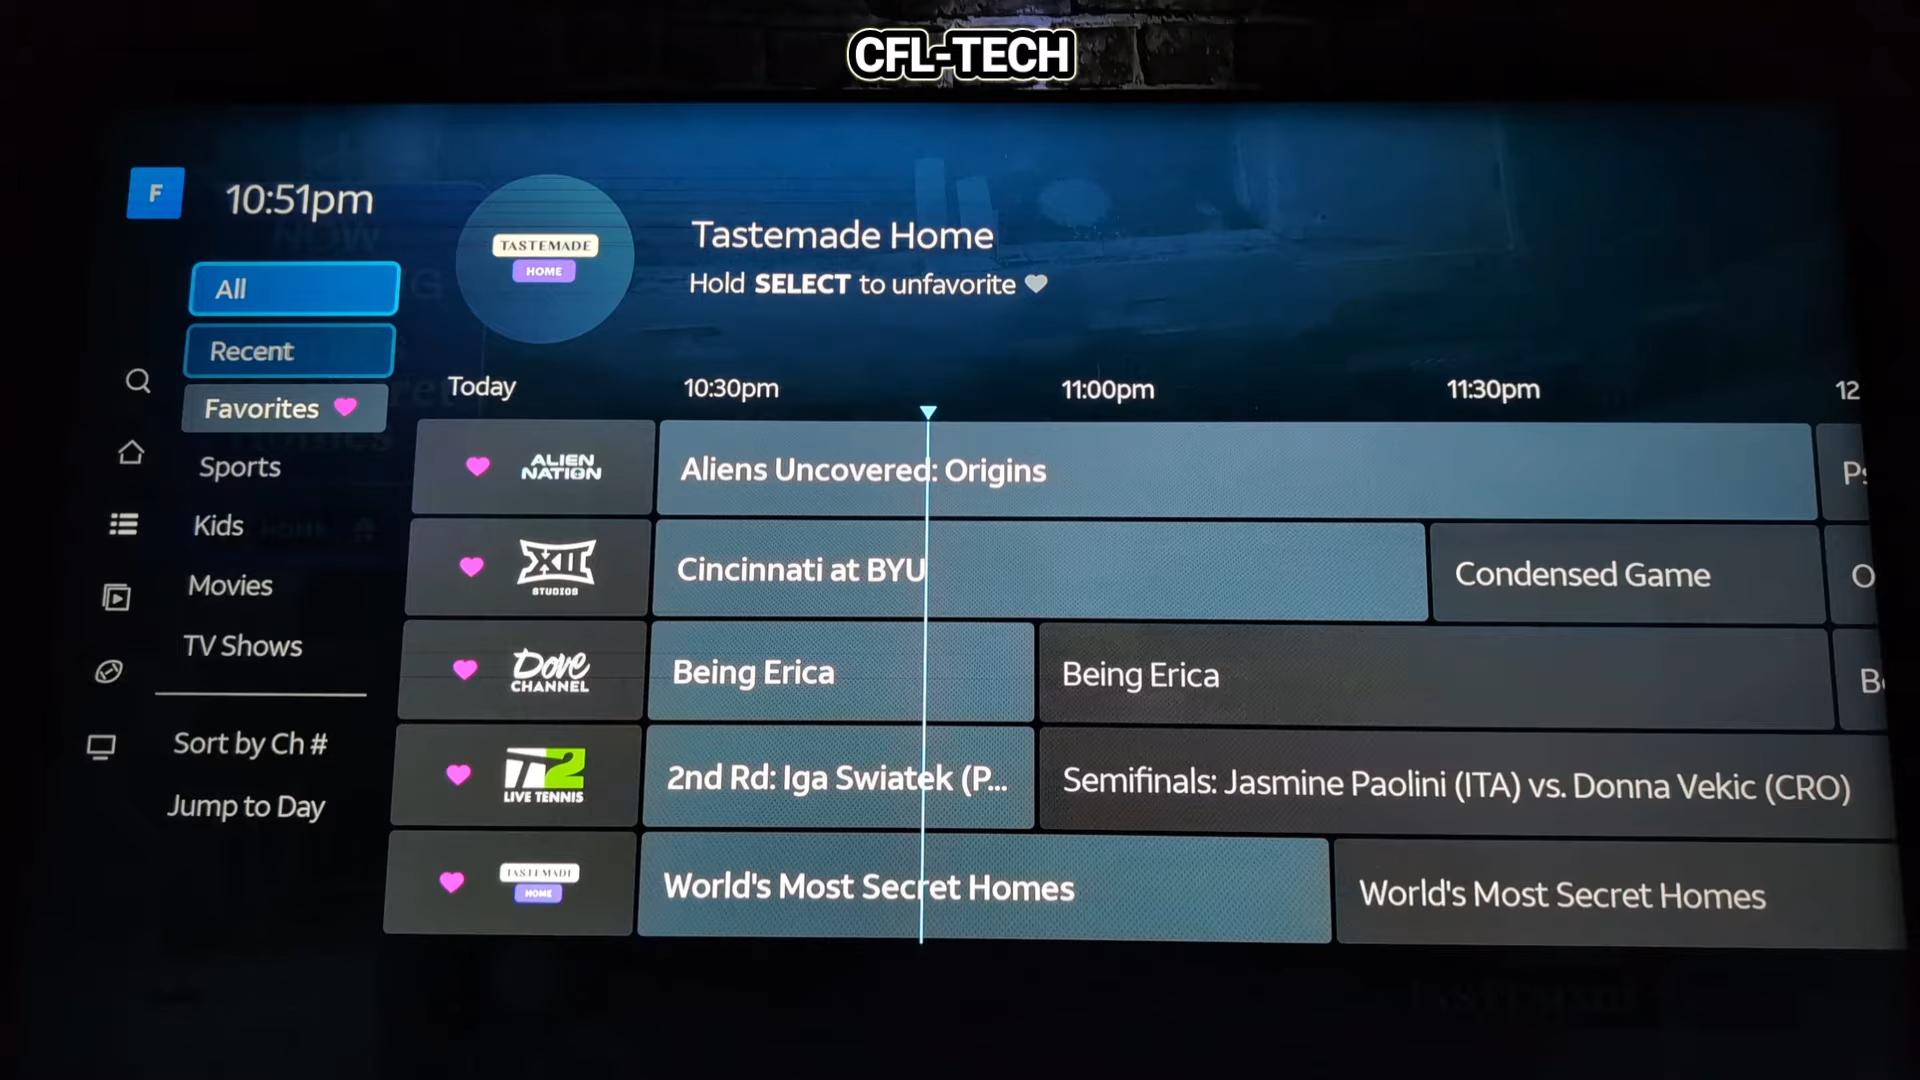 CFL-TECH
F
10:51pm
TASTEMADE
HOME
Tastemade Home
Hold SELECT to unfavorite
All
Recent
Favorites
Sports
Kids
Movies
TV Shows
Sort by Ch #
Jump to Day
Today
10:30pm
11:00pm
11:30pm
12
ALIEN
NATION
Aliens Uncovered: Origins
XII
STUDIOS
Cincinnati at BYU
Condensed Game
O
Dove
CHANNEL
Being Erica
Being Erica
T2
LIVE TENNIS
2nd Rd: Iga Swiatek (P...
Semifinals: Jasmine Paolini (ITA) vs. Donna Vekic (CRO)
TASTEMADE
HOME
World's Most Secret Homes
World's Most Secret Homes